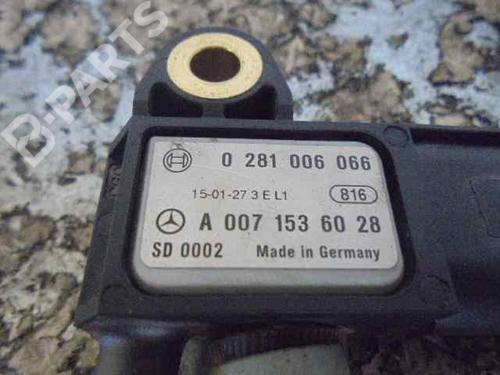 B-PARTS
0 281 006 066
15-01-27 3 E L1
816
A 007 153 60 28
SD 0002 Made in Germany